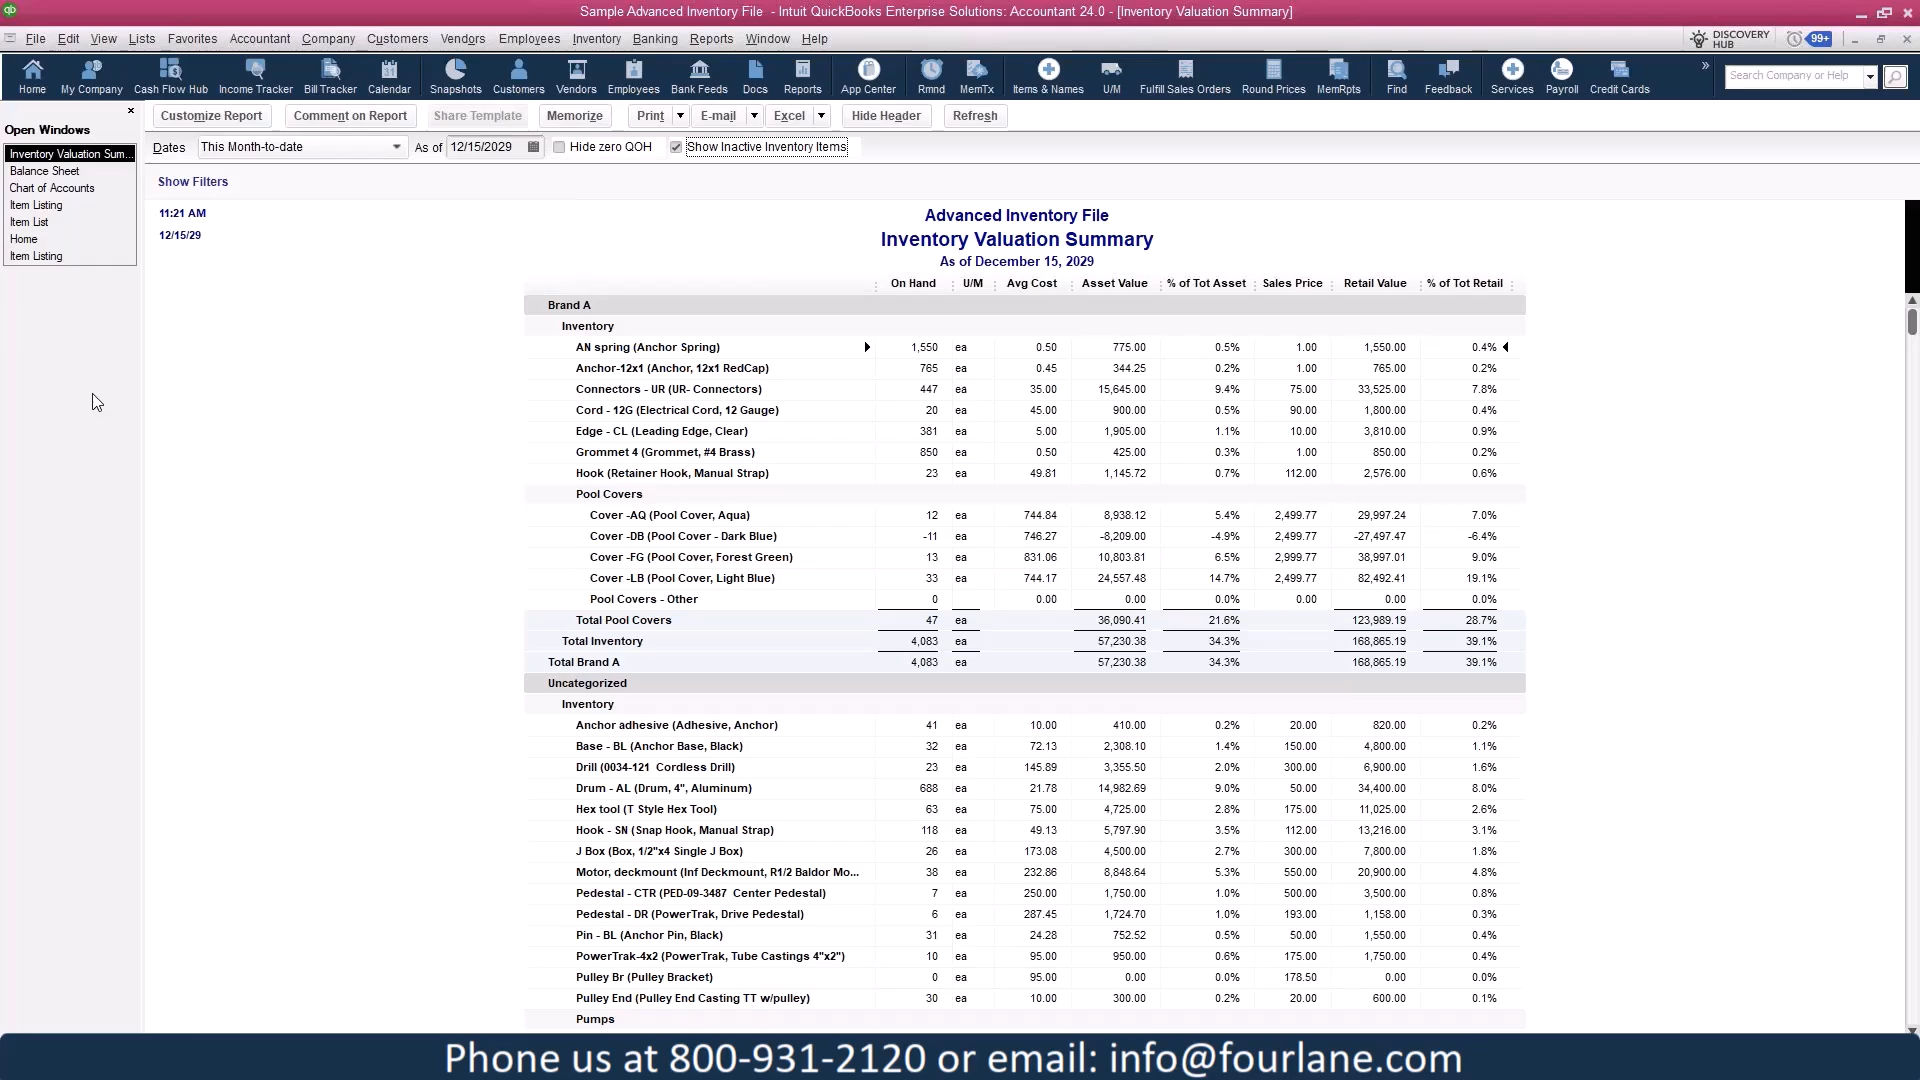 Sample Advanced Inventory File  - Intuit QuickBooks Enterprise Solutions: Accountant 24.0 - [Inventory Valuation Summary]
File Edit View Lists Favorites Accountant Company Customers Vendors Employees Inventory Banking Reports Window Help
DISCOVERY HUB 99+
Home My Company Cash Flow Hub Income Tracker Bill Tracker Calendar Snapshots Customers Vendors Employees Bank Feeds Docs Reports App Center Rmnd MemTx Items & Names U/M Fulfill Sales Orders Round Prices MemRpts Find Feedback Services Payroll Credit Cards » Search Company or Help
Customize Report Comment on Report Share Template Memorize Print E-mail Excel Hide Header Refresh
Dates This Month-to-date As of 12/15/2029 Hide zero QOH Show Inactive Inventory Items
Show Filters
Open Windows
Inventory Valuation Sum...
Balance Sheet
Chart of Accounts
Item Listing
Item List
Home
Item Listing
11:21 AM
12/15/29
Advanced Inventory File
Inventory Valuation Summary
As of December 15, 2029
On Hand U/M Avg Cost Asset Value % of Tot Asset Sales Price Retail Value % of Tot Retail
Brand A
Inventory
AN spring (Anchor Spring) 1,550 ea 0.50 775.00 0.5% 1.00 1,550.00 0.4%
Anchor-12x1 (Anchor, 12x1 RedCap) 765 ea 0.45 344.25 0.2% 1.00 765.00 0.2%
Connectors - UR (UR- Connectors) 447 ea 35.00 15,645.00 9.4% 75.00 33,525.00 7.8%
Cord - 12G (Electrical Cord, 12 Gauge) 20 ea 45.00 900.00 0.5% 90.00 1,800.00 0.4%
Edge - CL (Leading Edge, Clear) 381 ea 5.00 1,905.00 1.1% 10.00 3,810.00 0.9%
Grommet 4 (Grommet, #4 Brass) 850 ea 0.50 425.00 0.3% 1.00 850.00 0.2%
Hook (Retainer Hook, Manual Strap) 23 ea 49.81 1,145.72 0.7% 112.00 2,576.00 0.6%
Pool Covers
Cover -AQ (Pool Cover, Aqua) 12 ea 744.84 8,938.12 5.4% 2,499.77 29,997.24 7.0%
Cover -DB (Pool Cover - Dark Blue) -11 ea 746.27 -8,209.00 -4.9% 2,499.77 -27,497.47 -6.4%
Cover -FG (Pool Cover, Forest Green) 13 ea 831.06 10,803.81 6.5% 2,999.77 38,997.01 9.0%
Cover -LB (Pool Cover, Light Blue) 33 ea 744.17 24,557.48 14.7% 2,499.77 82,492.41 19.1%
Pool Covers - Other 0 0.00 0.00 0.0% 0.00 0.00 0.0%
Total Pool Covers 47 ea 36,090.41 21.6% 123,989.19 28.7%
Total Inventory 4,083 ea 57,230.38 34.3% 168,865.19 39.1%
Total Brand A 4,083 ea 57,230.38 34.3% 168,865.19 39.1%
Uncategorized
Inventory
Anchor adhesive (Adhesive, Anchor) 41 ea 10.00 410.00 0.2% 20.00 820.00 0.2%
Base - BL (Anchor Base, Black) 32 ea 72.13 2,308.10 1.4% 150.00 4,800.00 1.1%
Drill (0034-121  Cordless Drill) 23 ea 145.89 3,355.50 2.0% 300.00 6,900.00 1.6%
Drum - AL (Drum, 4", Aluminum) 688 ea 21.78 14,982.69 9.0% 50.00 34,400.00 8.0%
Hex tool (T Style Hex Tool) 63 ea 75.00 4,725.00 2.8% 175.00 11,025.00 2.6%
Hook - SN (Snap Hook, Manual Strap) 118 ea 49.13 5,797.90 3.5% 112.00 13,216.00 3.1%
J Box (Box, 1/2"x4 Single J Box) 26 ea 173.08 4,500.00 2.7% 300.00 7,800.00 1.8%
Motor, deckmount (Inf Deckmount, R1/2 Baldor Mo... 38 ea 232.86 8,848.64 5.3% 550.00 20,900.00 4.8%
Pedestal - CTR (PED-09-3487  Center Pedestal) 7 ea 250.00 1,750.00 1.0% 500.00 3,500.00 0.8%
Pedestal - DR (PowerTrak, Drive Pedestal) 6 ea 287.45 1,724.70 1.0% 193.00 1,158.00 0.3%
Pin - BL (Anchor Pin, Black) 31 ea 24.28 752.52 0.5% 50.00 1,550.00 0.4%
PowerTrak-4x2 (PowerTrak, Tube Castings 4"x2") 10 ea 95.00 950.00 0.6% 175.00 1,750.00 0.4%
Pulley Br (Pulley Bracket) 0 ea 95.00 0.00 0.0% 178.50 0.00 0.0%
Pulley End (Pulley End Casting TT w/pulley) 30 ea 10.00 300.00 0.2% 20.00 600.00 0.1%
Pumps
Phone us at 800-931-2120 or email: info@fourlane.com